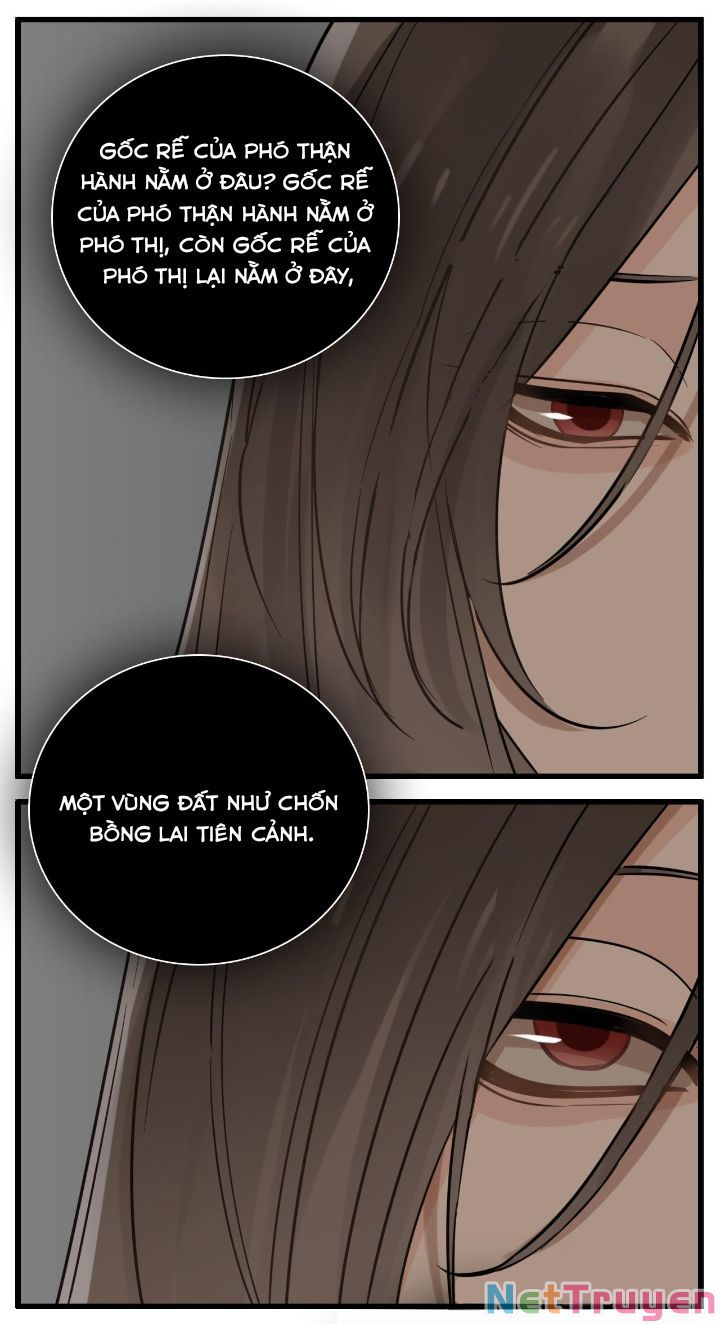 GỐC RỄ CỦA PHÓ THẬN
HÀNH NẰM Ở ĐÂU? GỐC RỄ
CỦA PHÓ THẬN HÀNH NẰM Ở
PHÓ THỊ, CÒN GỐC RỄ CỦA
PHÓ THỊ LẠI NẰM Ở ĐÂY,
MỘT VÙNG ĐẤT NHƯ CHỐN
BỒNG LAI TIÊN CẢNH.
NetTruyen